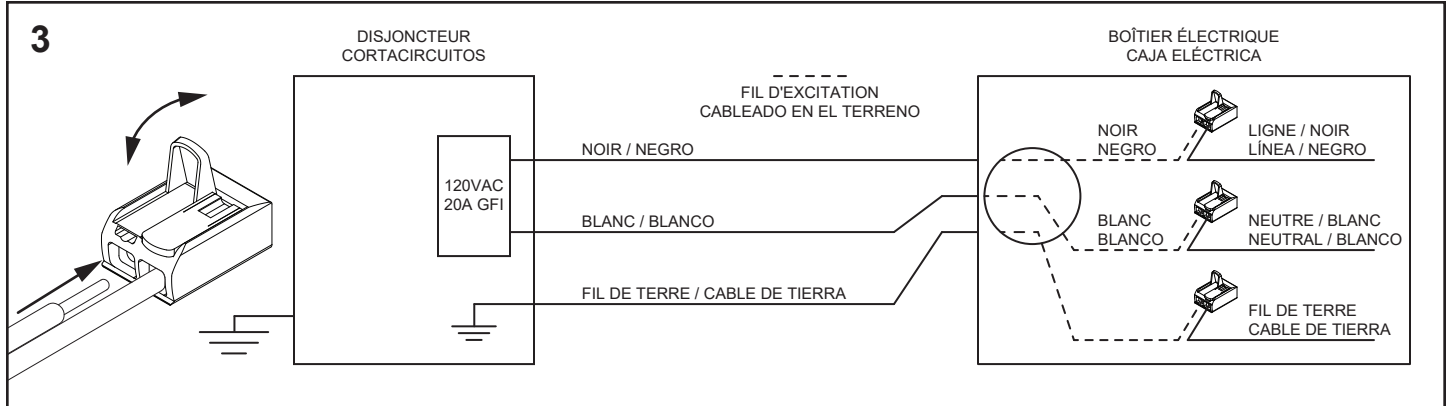 3
DISJONCTEUR
CORTACIRCUITOS
BOÎTIER ÉLECTRIQUE
CAJA ELÉCTRICA
FIL D'EXCITATION
CABLEADO EN EL TERRENO
NOIR / NEGRO
120VAC
20A GFI
BLANC / BLANCO
FIL DE TERRE / CABLE DE TIERRA
NOIR
NEGRO
LIGNE / NOIR
LÍNEA / NEGRO
BLANC
BLANCO
NEUTRE / BLANC
NEUTRAL / BLANCO
FIL DE TERRE
CABLE DE TIERRA